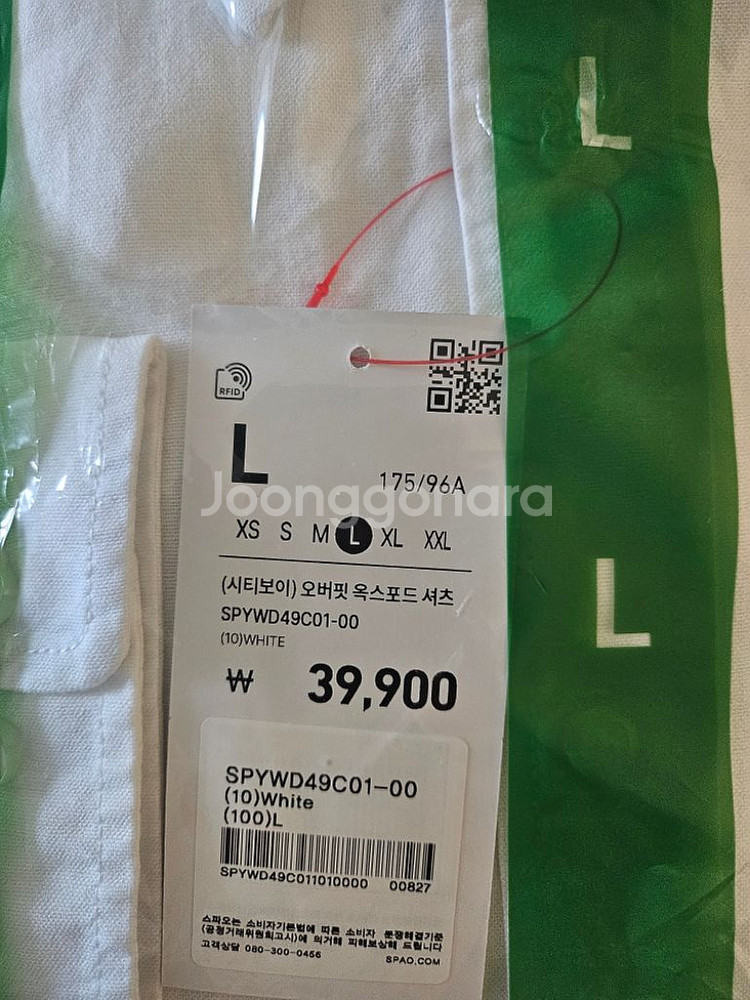 L
RFID
L
175/96A
Joonggonara
XS S M L XL XXL
(시티보이) 오버핏 옥스포드 셔츠
SPYWD49C01-00
(10)WHITE
L
₩ 39,900
SPYWD49C01-00
(10)White
(100)L
SPYWD49C011010000 00827
스파오는 소비자기본법에 따른 소비자 분쟁해결기준
(공정거래위원회고시)에 의거해 피해보상해 드립니다
고객상담 080-300-0456
SPAO.COM